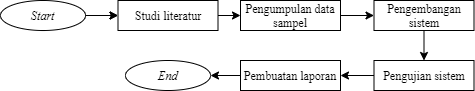 Start
Studi literatur
Pengumpulan data
sampel
Pengembangan
sistem
Pengujian sistem
Pembuatan laporan
End